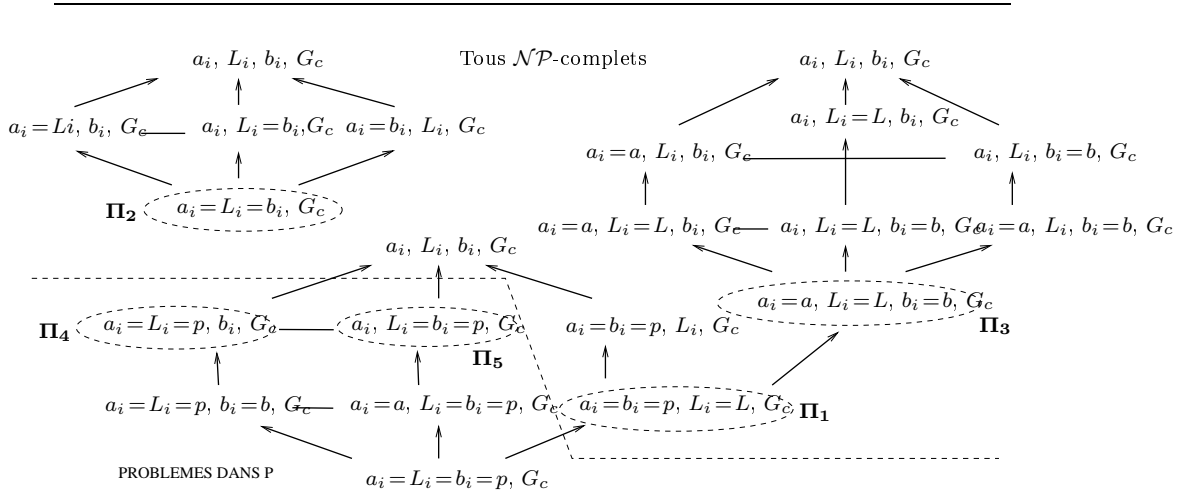 a_i, L_i, b_i, G_c Tous NP-complets a_i, L_i, b_i, G_c
a_i=Li, b_i, G_c a_i, L_i=b_i,G_c a_i=b_i, L_i, G_c a_i, L_i=L, b_i, G_c
a_i=a, L_i, b_i, G_c a_i, L_i, b_i=b, G_c
Π_2 a_i=L_i=b_i, G_c
a_i=a, L_i=L, b_i, G_c a_i, L_i=L, b_i=b, G_c a_i=a, L_i, b_i=b, G_c
a_i, L_i, b_i, G_c
a_i=a, L_i=L, b_i=b, G_c
Π_3
Π_4 a_i=L_i=p, b_i, G_c a_i, L_i=b_i=p, G_c a_i=b_i=p, L_i, G_c
Π_5
a_i=L_i=p, b_i=b, G_c a_i=a, L_i=b_i=p, G_c a_i=b_i=p, L_i=L, G_c Π_1
PROBLEMES DANS P a_i=L_i=b_i=p, G_c